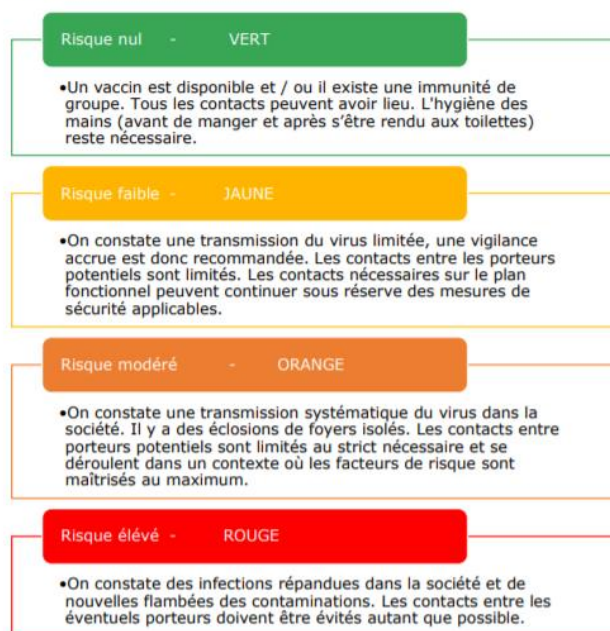 Risque nul - VERT
•Un vaccin est disponible et / ou il existe une immunité de
groupe. Tous les contacts peuvent avoir lieu. L'hygiène des
mains (avant de manger et après s'être rendu aux toilettes)
reste nécessaire.
Risque faible - JAUNE
•On constate une transmission du virus limitée, une vigilance
accrue est donc recommandée. Les contacts entre les porteurs
potentiels sont limités. Les contacts nécessaires sur le plan
fonctionnel peuvent continuer sous réserve des mesures de
sécurité applicables.
Risque modéré - ORANGE
•On constate une transmission systématique du virus dans la
société. Il y a des éclosions de foyers isolés. Les contacts entre
porteurs potentiels sont limités au strict nécessaire et se
déroulent dans un contexte où les facteurs de risque sont
maîtrisés au maximum.
Risque élévé - ROUGE
•On constate des infections répandues dans la société et de
nouvelles flambées des contaminations. Les contacts entre les
éventuels porteurs doivent être évités autant que possible.